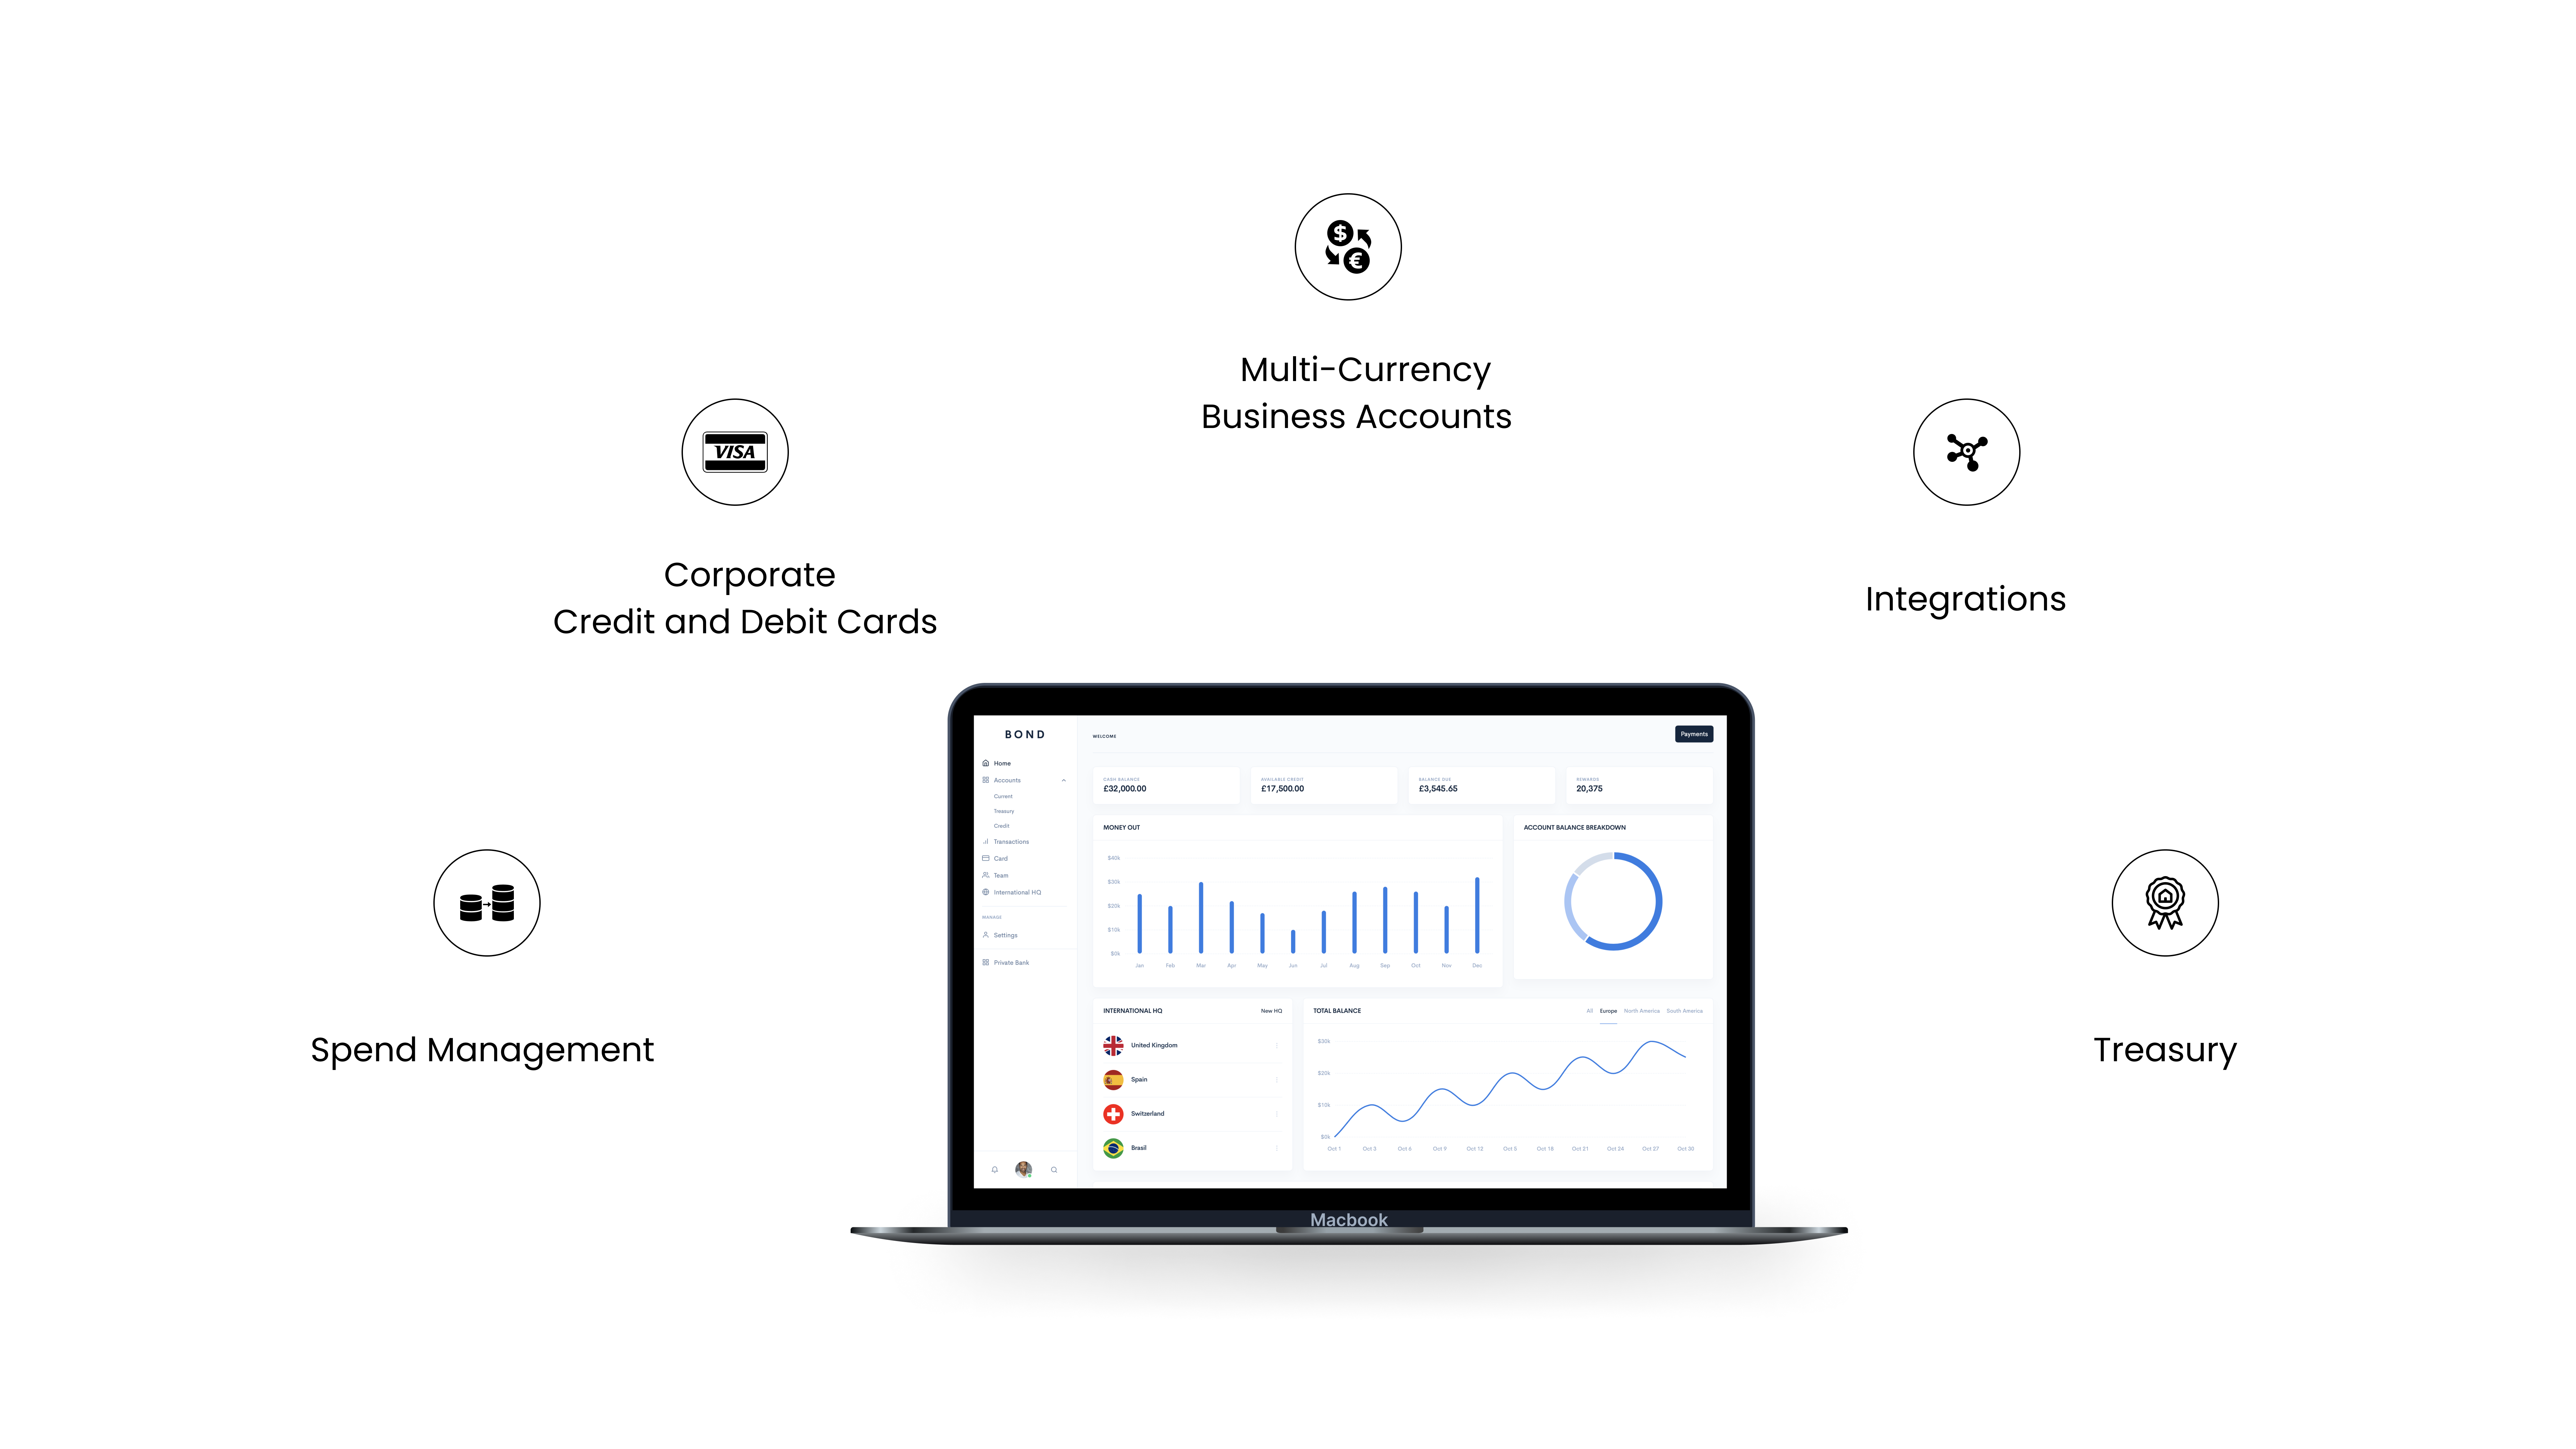 Multi-Currency
Business Accounts
VISA
Corporate
Credit and Debit Cards
Integrations
Spend Management
Treasury
BOND
Home
Accounts
Current
Treasury
Credit
Transactions
Card
Team
International HQ
MANAGE
Settings
Private Bank
WELCOME
Payments
CASH BALANCE
£32,000.00
AVAILABLE CREDIT
£17,500.00
BALANCE DUE
£3,545.65
REWARDS
20,375
MONEY OUT
$40k
$30k
$20k
$10k
$0k
Jan Feb Mar Apr May Jun Jul Aug Sep Oct Nov Dec
ACCOUNT BALANCE BREAKDOWN
INTERNATIONAL HQ New HQ
United Kingdom
Spain
Switzerland
Brasil
TOTAL BALANCE All Europe North America South America
$30k
$20k
$10k
$0k
Oct 1 Oct 3 Oct 6 Oct 9 Oct 12 Oct 5 Oct 18 Oct 21 Oct 24 Oct 27 Oct 30
Macbook